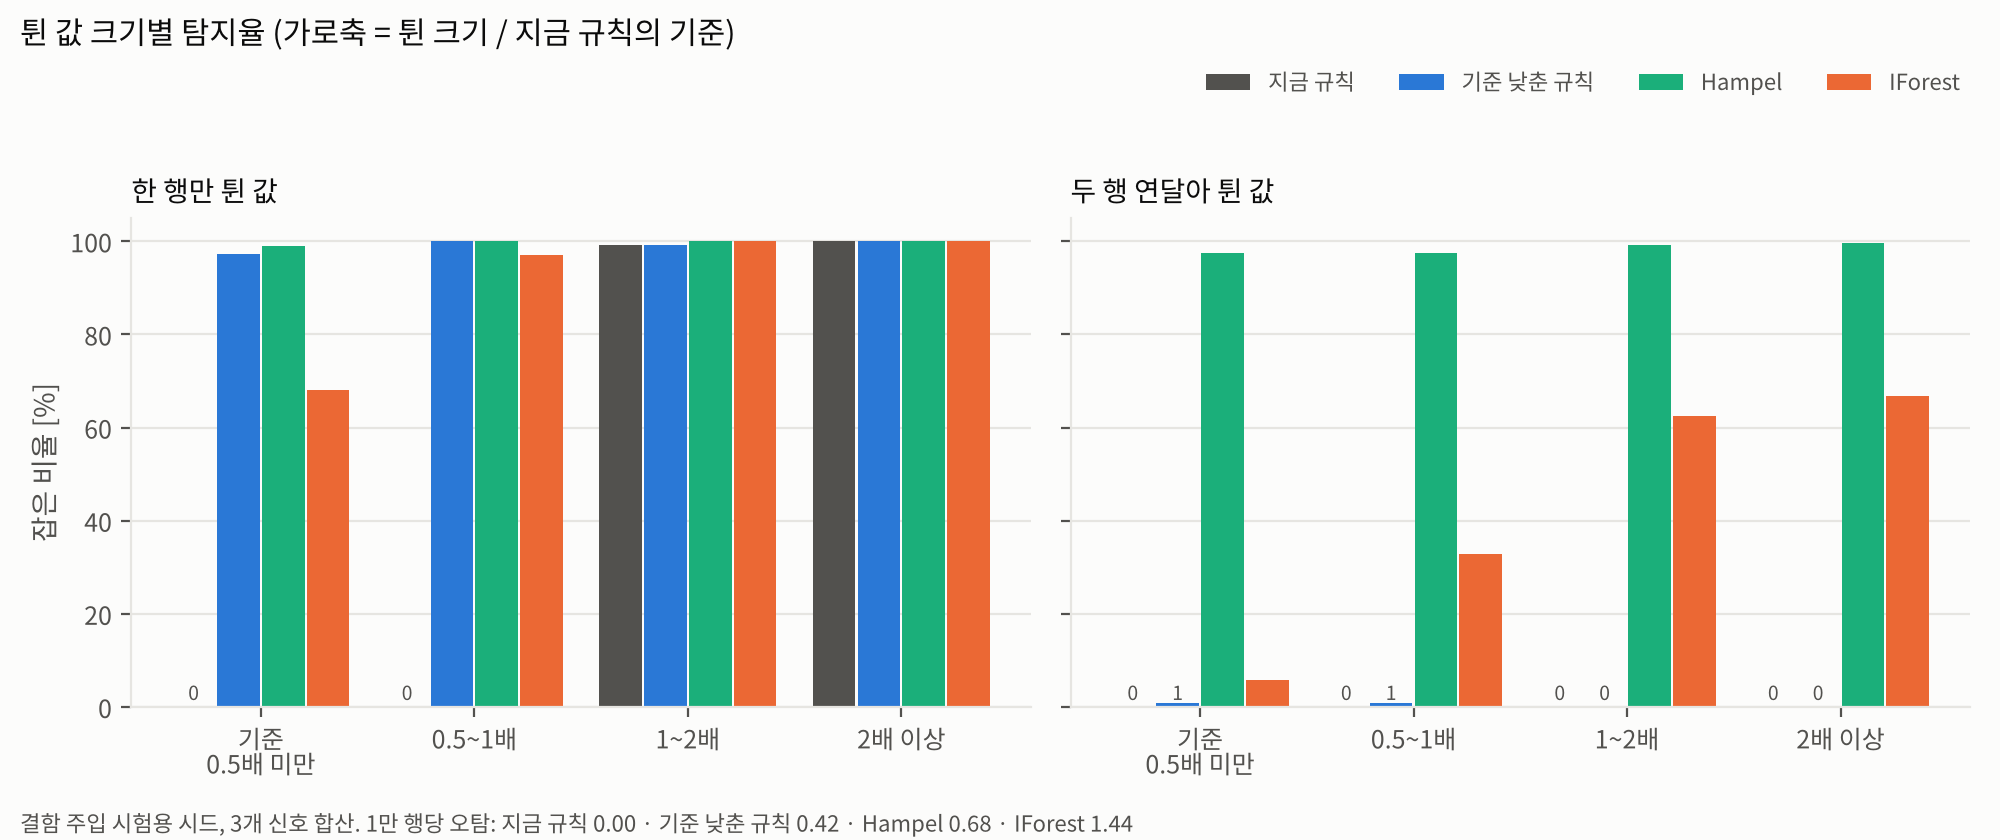 튄 값 크기별 탐지율 (가로축 = 튄 크기 / 지금 규칙의 기준)
지금 규칙 기준 낮춘 규칙 Hampel IForest
한 행만 튄 값
두 행 연달아 튄 값
잡은 비율 [%]
100
80
60
40
20
0
0 0
0 1 0 1 0 0 0 0
기준
0.5배 미만
0.5~1배
1~2배
2배 이상
기준
0.5배 미만
0.5~1배
1~2배
2배 이상
결함 주입 시험용 시드, 3개 신호 합산. 1만 행당 오탐: 지금 규칙 0.00 · 기준 낮춘 규칙 0.42 · Hampel 0.68 · IForest 1.44